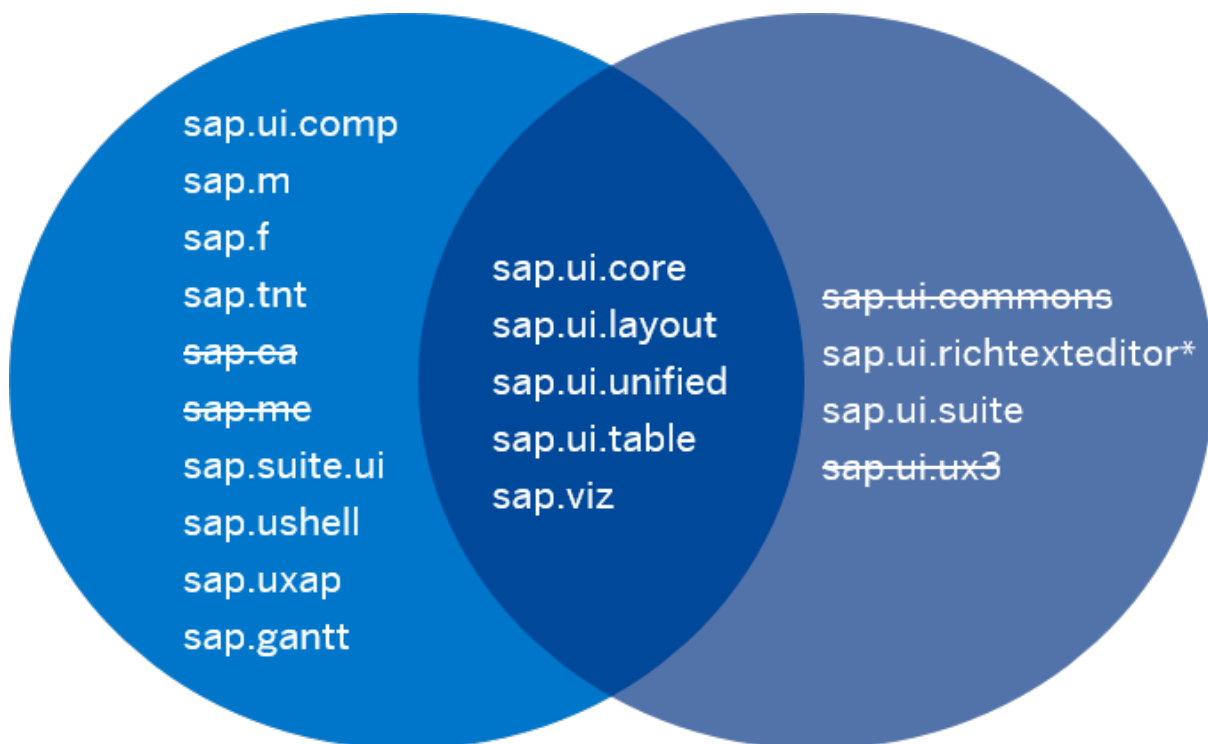 sap.ui.comp
sap.m
sap.f
sap.tnt
sap.ca
sap.me
sap.suite.ui
sap.ushell
sap.uxap
sap.gantt
sap.ui.core
sap.ui.layout
sap.ui.unified
sap.ui.table
sap.viz
sap.ui.commons
sap.ui.richtexteditor*
sap.ui.suite
sap.ui.ux3